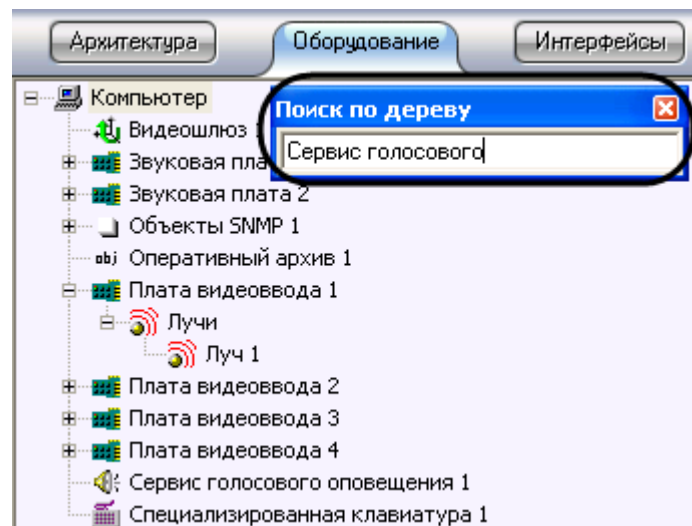 Архитектура Оборудование Интерфейсы
Компьютер
Поиск по дереву
Видеошлюз
Сервис голосового
Звуковая
Звуковая плата 2
Объекты SNMP 1
obj Оперативный архив 1
Плата видеоввода 1
Лучи
Луч 1
Плата видеоввода 2
Плата видеоввода 3
Плата видеоввода 4
Сервис голосового оповещения 1
Специализированная клавиатура 1